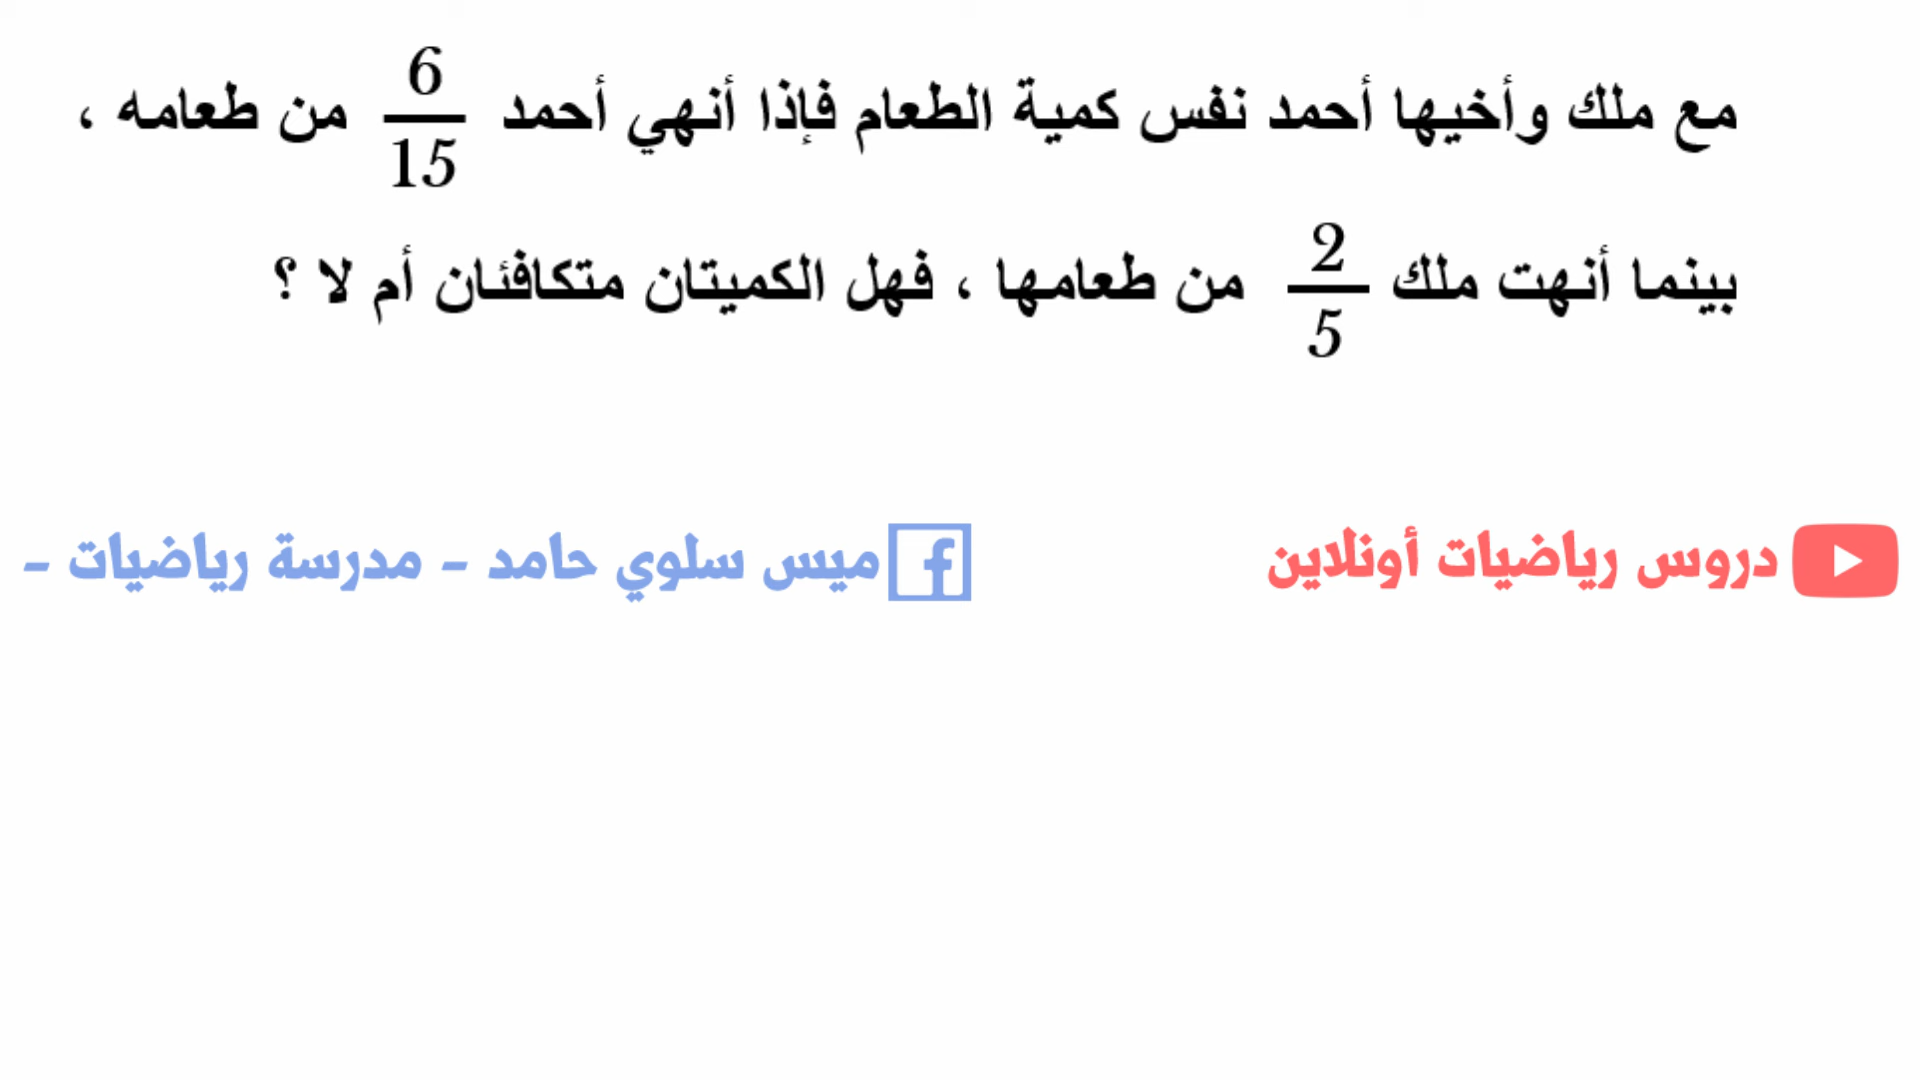 مع ملك وأخيها أحمد نفس كمية الطعام فإذا أنهي أحمد 6/15 من طعامه ،
بينما أنهت ملك 2/5 من طعامها ، فهل الكميتان متكافئان أم لا ؟
دروس رياضيات أونلاين
ميس سلوي حامد - مدرسة رياضيات -